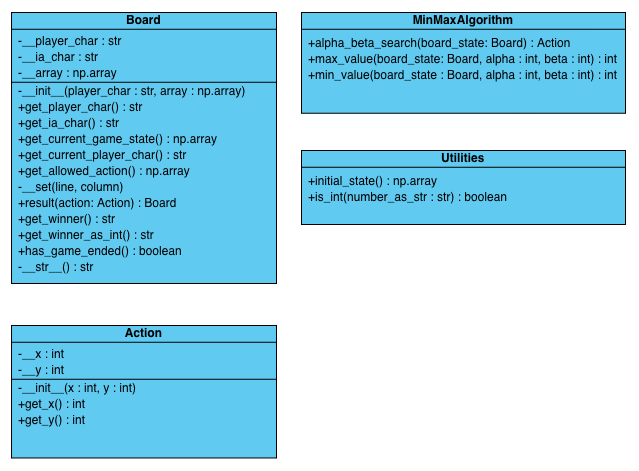 Board
-__player_char : str
-__ia_char : str
-__array : np.array
-__init__(player_char : str, array : np.array)
+get_player_char() : str
+get_ia_char() : str
+get_current_game_state() : np.array
+get_current_player_char() : str
+get_allowed_action() : np.array
-__set(line, column)
+result(action: Action) : Board
+get_winner() : str
+get_winner_as_int() : str
+has_game_ended() : boolean
-__str__() : str
MinMaxAlgorithm
+alpha_beta_search(board_state: Board) : Action
+max_value(board_state : Board, alpha : int, beta : int) : int
+min_value(board_state : Board, alpha : int, beta : int) : int
Utilities
+initial_state() : np.array
+is_int(number_as_str : str) : boolean
Action
-__x : int
-__y : int
-__init__(x : int, y : int)
+get_x() : int
+get_y() : int